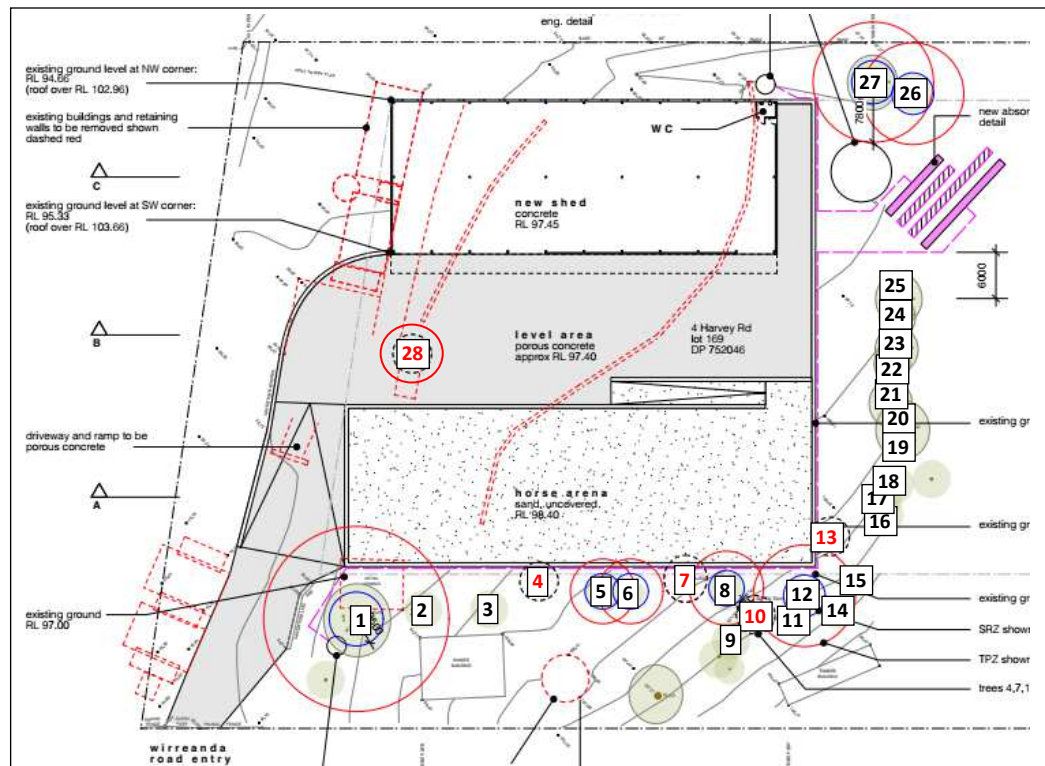 eng. detail
existing ground level at NW corner:
RL 94.66
(roof over RL 102.96)
existing buildings and retaining
walls to be removed shown
dashed red
C
existing ground level at SW corner:
RL 95.33
(roof over RL 103.66)
B
driveway and ramp to be
porous concrete
A
existing ground
RL 97.00
wirreanda
road entry
WC
new shed
concrete
RL 97.45
level area
porous concrete
approx RL 97.40
4 Harvey Rd
lot 169
DP 752046
horse arena
sand, uncovered.
RL 98.40
27
26
7800
new absor
detail
6000
25
24
23
22
21
20
19
18
17
16
28
13
15
1
2
3
4
5
6
7
8
9
10
11
12
14
existing gr
existing gr
existing gr
SRZ shown
TPZ shown
trees 4,7,1